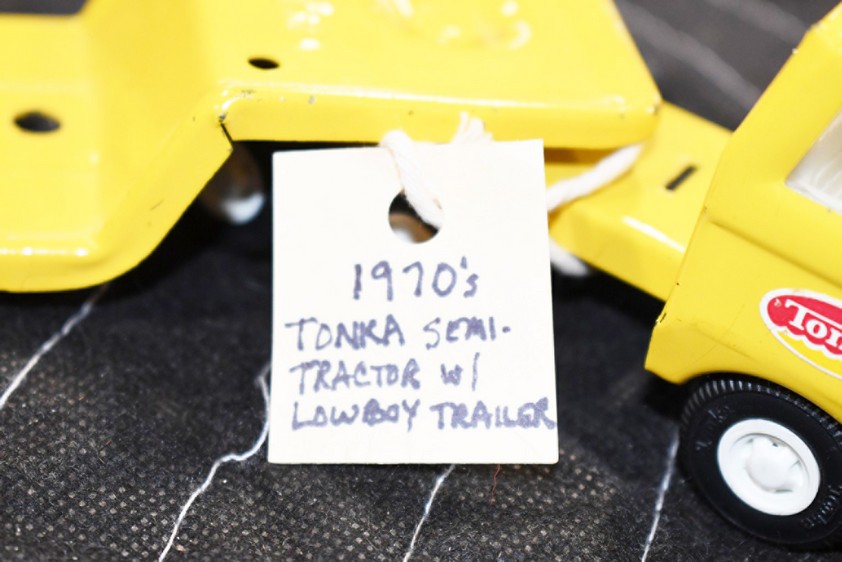 1970's
TONKA SEMI-
TRACTOR W/
LOWBOY TRAILER